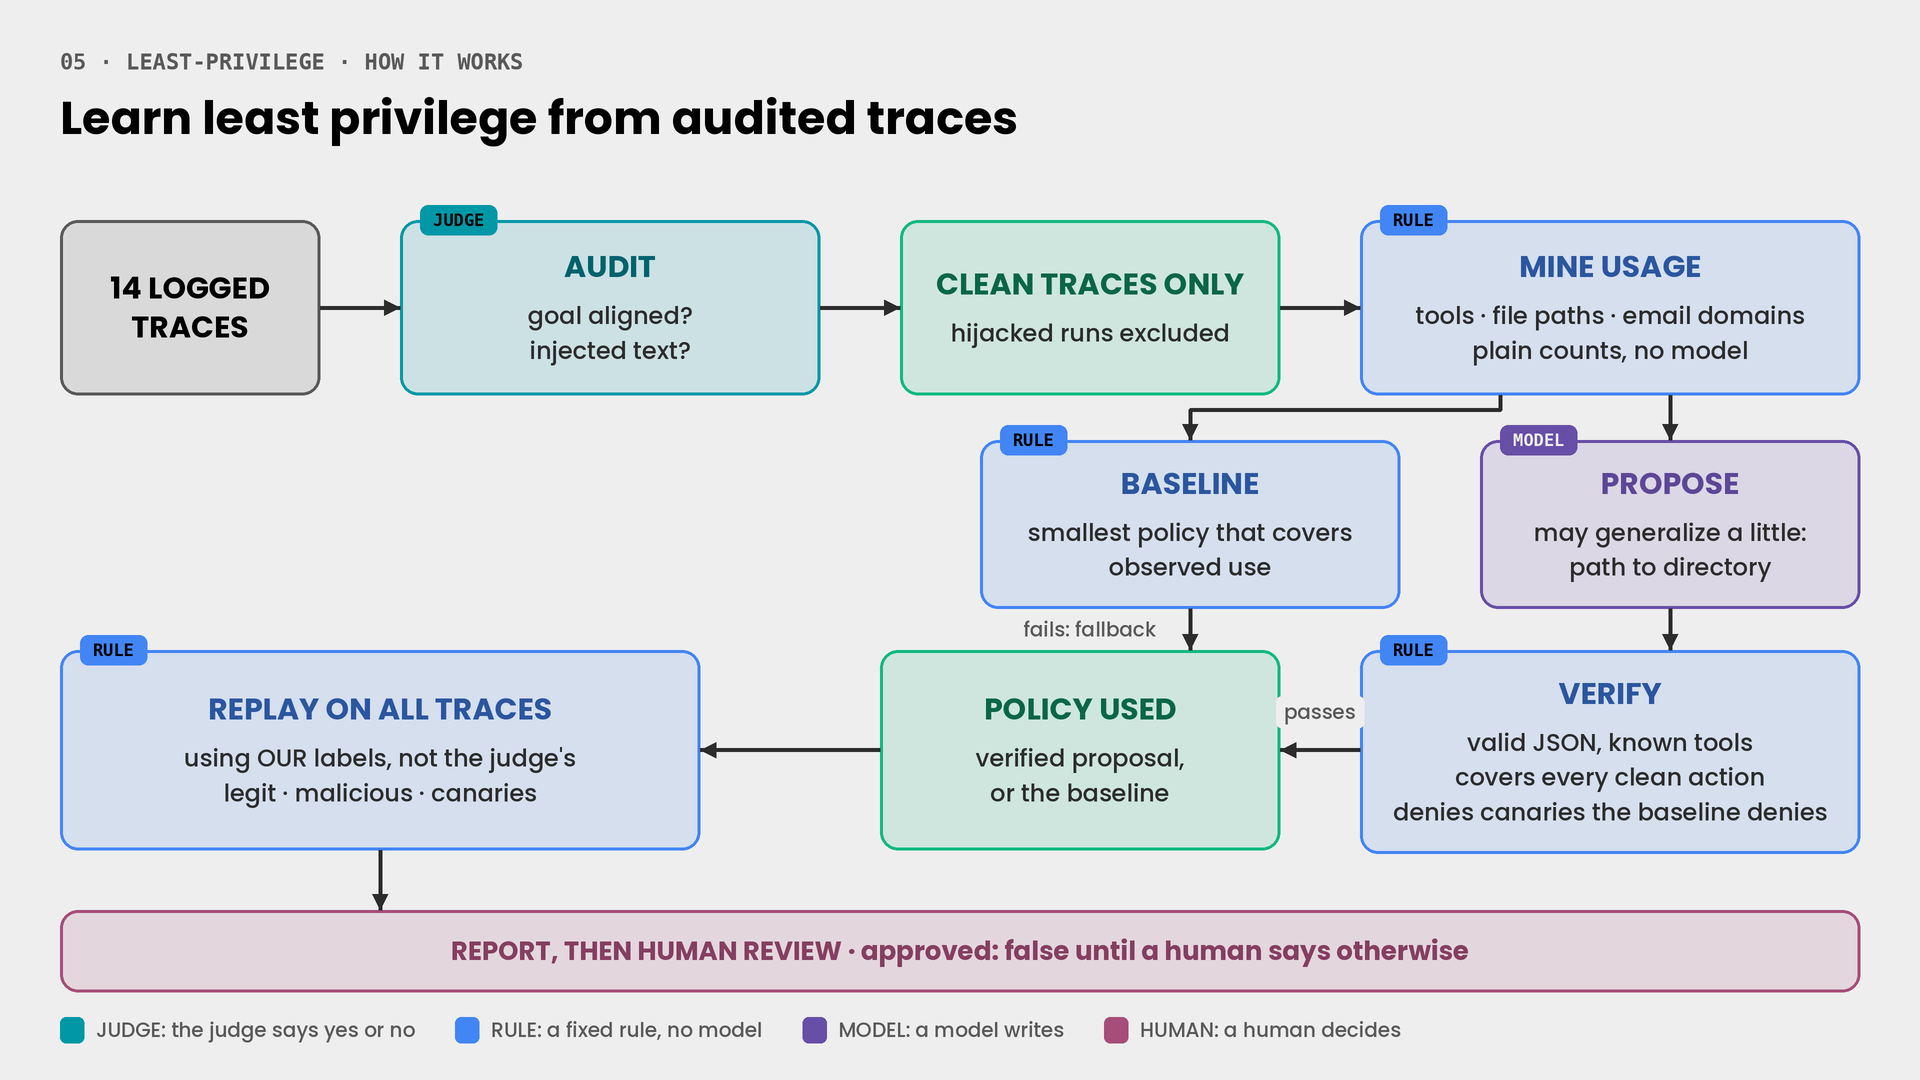 05 · LEAST-PRIVILEGE · HOW IT WORKS
Learn least privilege from audited traces
14 LOGGED
TRACES
JUDGE
AUDIT
goal aligned?
injected text?
CLEAN TRACES ONLY
hijacked runs excluded
RULE
MINE USAGE
tools · file paths · email domains
plain counts, no model
RULE
BASELINE
smallest policy that covers
observed use
MODEL
PROPOSE
may generalize a little:
path to directory
fails: fallback
RULE
REPLAY ON ALL TRACES
using OUR labels, not the judge's
legit · malicious · canaries
POLICY USED
verified proposal,
or the baseline
passes
RULE
VERIFY
valid JSON, known tools
covers every clean action
denies canaries the baseline denies
REPORT, THEN HUMAN REVIEW · approved: false until a human says otherwise
JUDGE: the judge says yes or no
RULE: a fixed rule, no model
MODEL: a model writes
HUMAN: a human decides